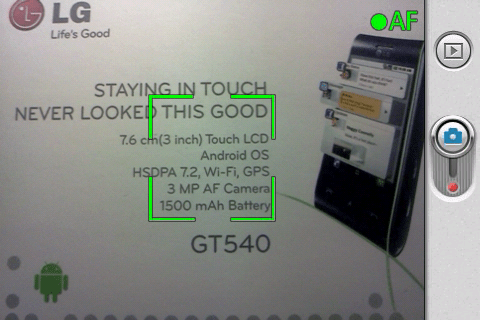 LG
Life's Good
AF
STAYING IN TOUCH
NEVER LOOKED THIS GOOD
7.6 cm(3 inch) Touch LCD
Android OS
HSDPA 7.2, Wi-Fi, GPS
3 MP AF Camera
1500 mAh Battery
GT540